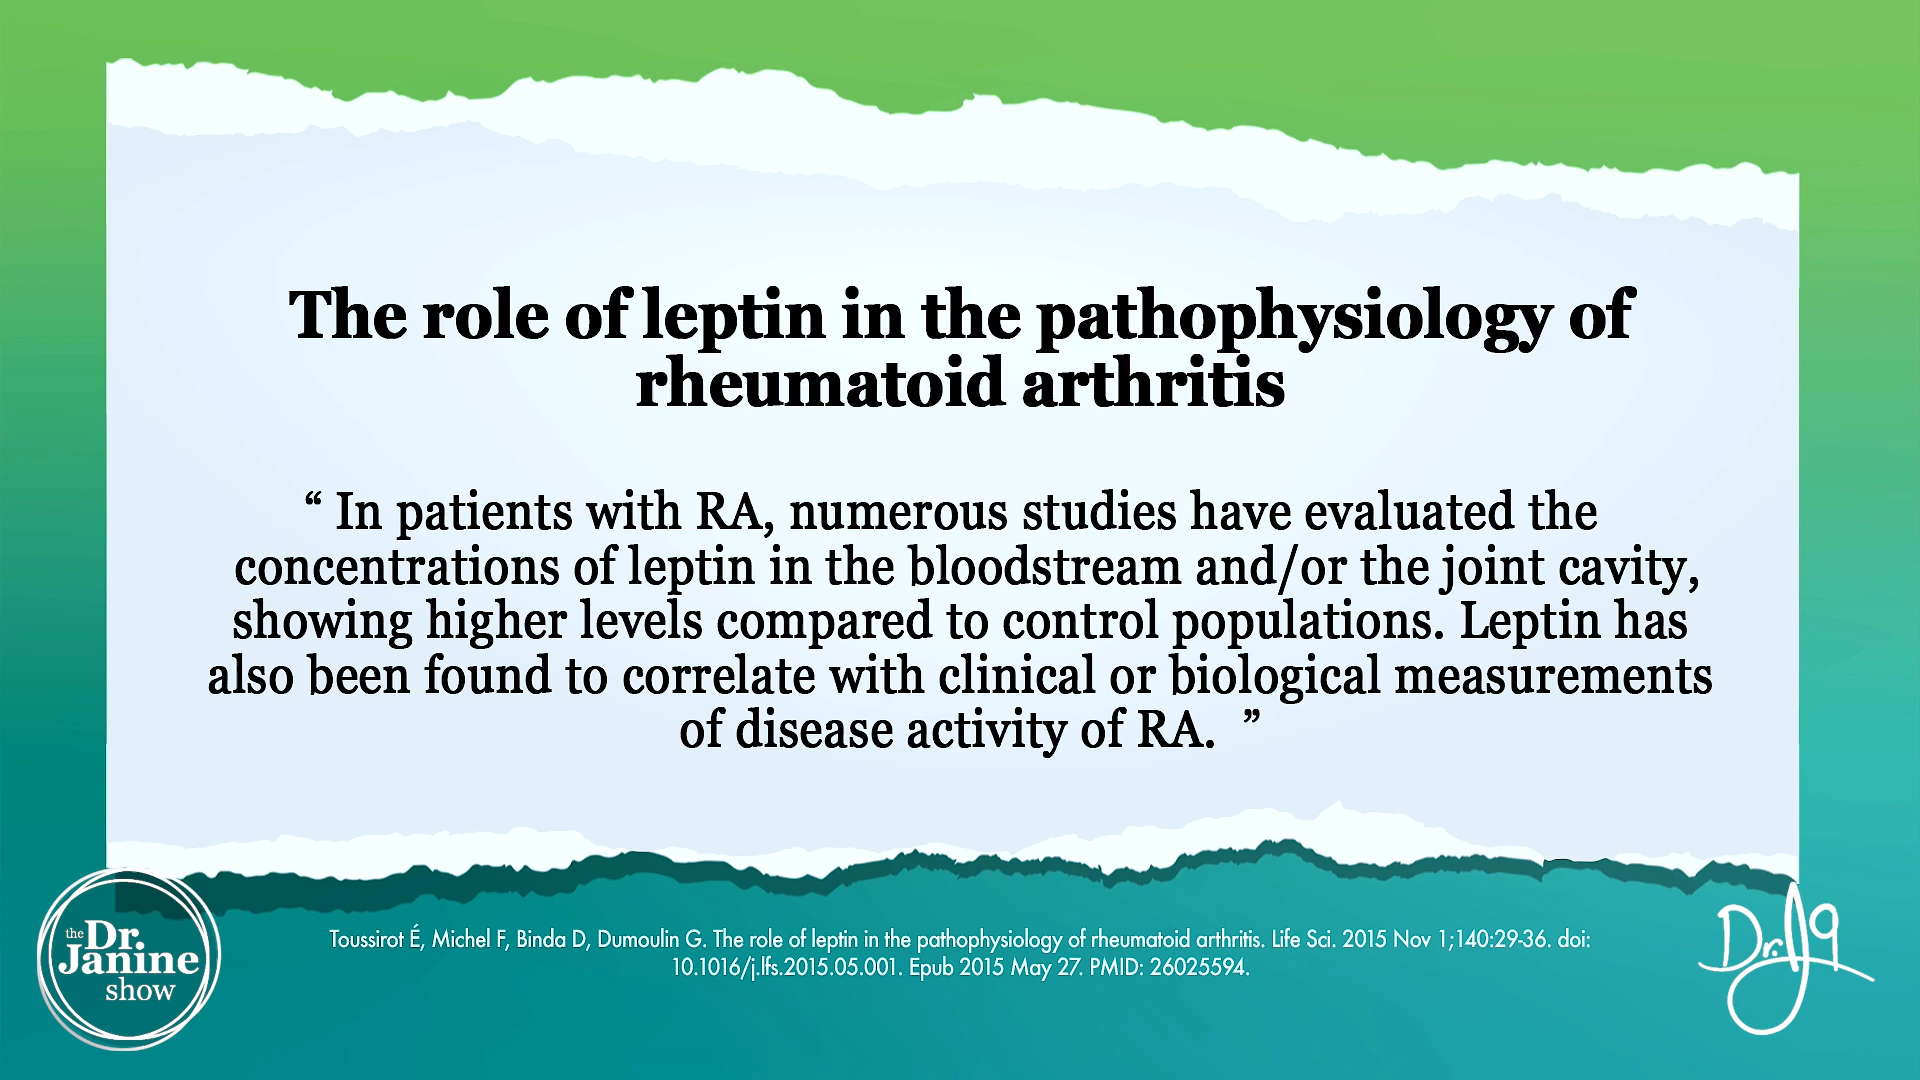 The role of leptin in the pathophysiology of
rheumatoid arthritis
“ In patients with RA, numerous studies have evaluated the
concentrations of leptin in the bloodstream and/or the joint cavity,
showing higher levels compared to control populations. Leptin has
also been found to correlate with clinical or biological measurements
of disease activity of RA. ”
the Dr.
Janine
show
Toussirot É, Michel F, Binda D, Dumoulin G. The role of leptin in the pathophysiology of rheumatoid arthritis. Life Sci. 2015 Nov 1;140:29-36. doi:
10.1016/j.lfs.2015.05.001. Epub 2015 May 27. PMID: 26025594.